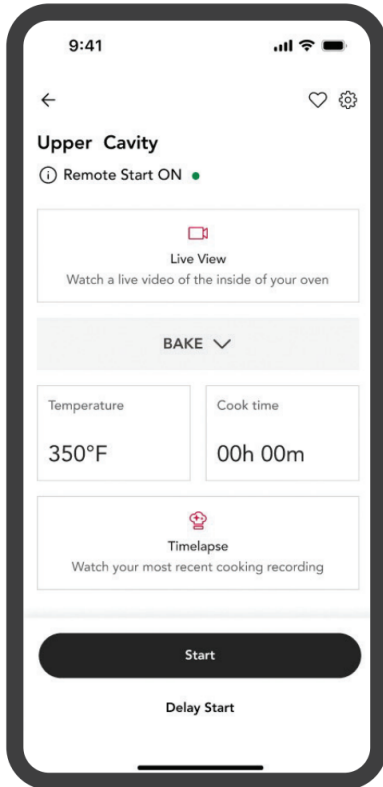 9:41
Upper Cavity
Remote Start ON
Live View
Watch a live video of the inside of your oven
BAKE
Temperature
Cook time
350°F
00h 00m
Timelapse
Watch your most recent cooking recording
Start
Delay Start